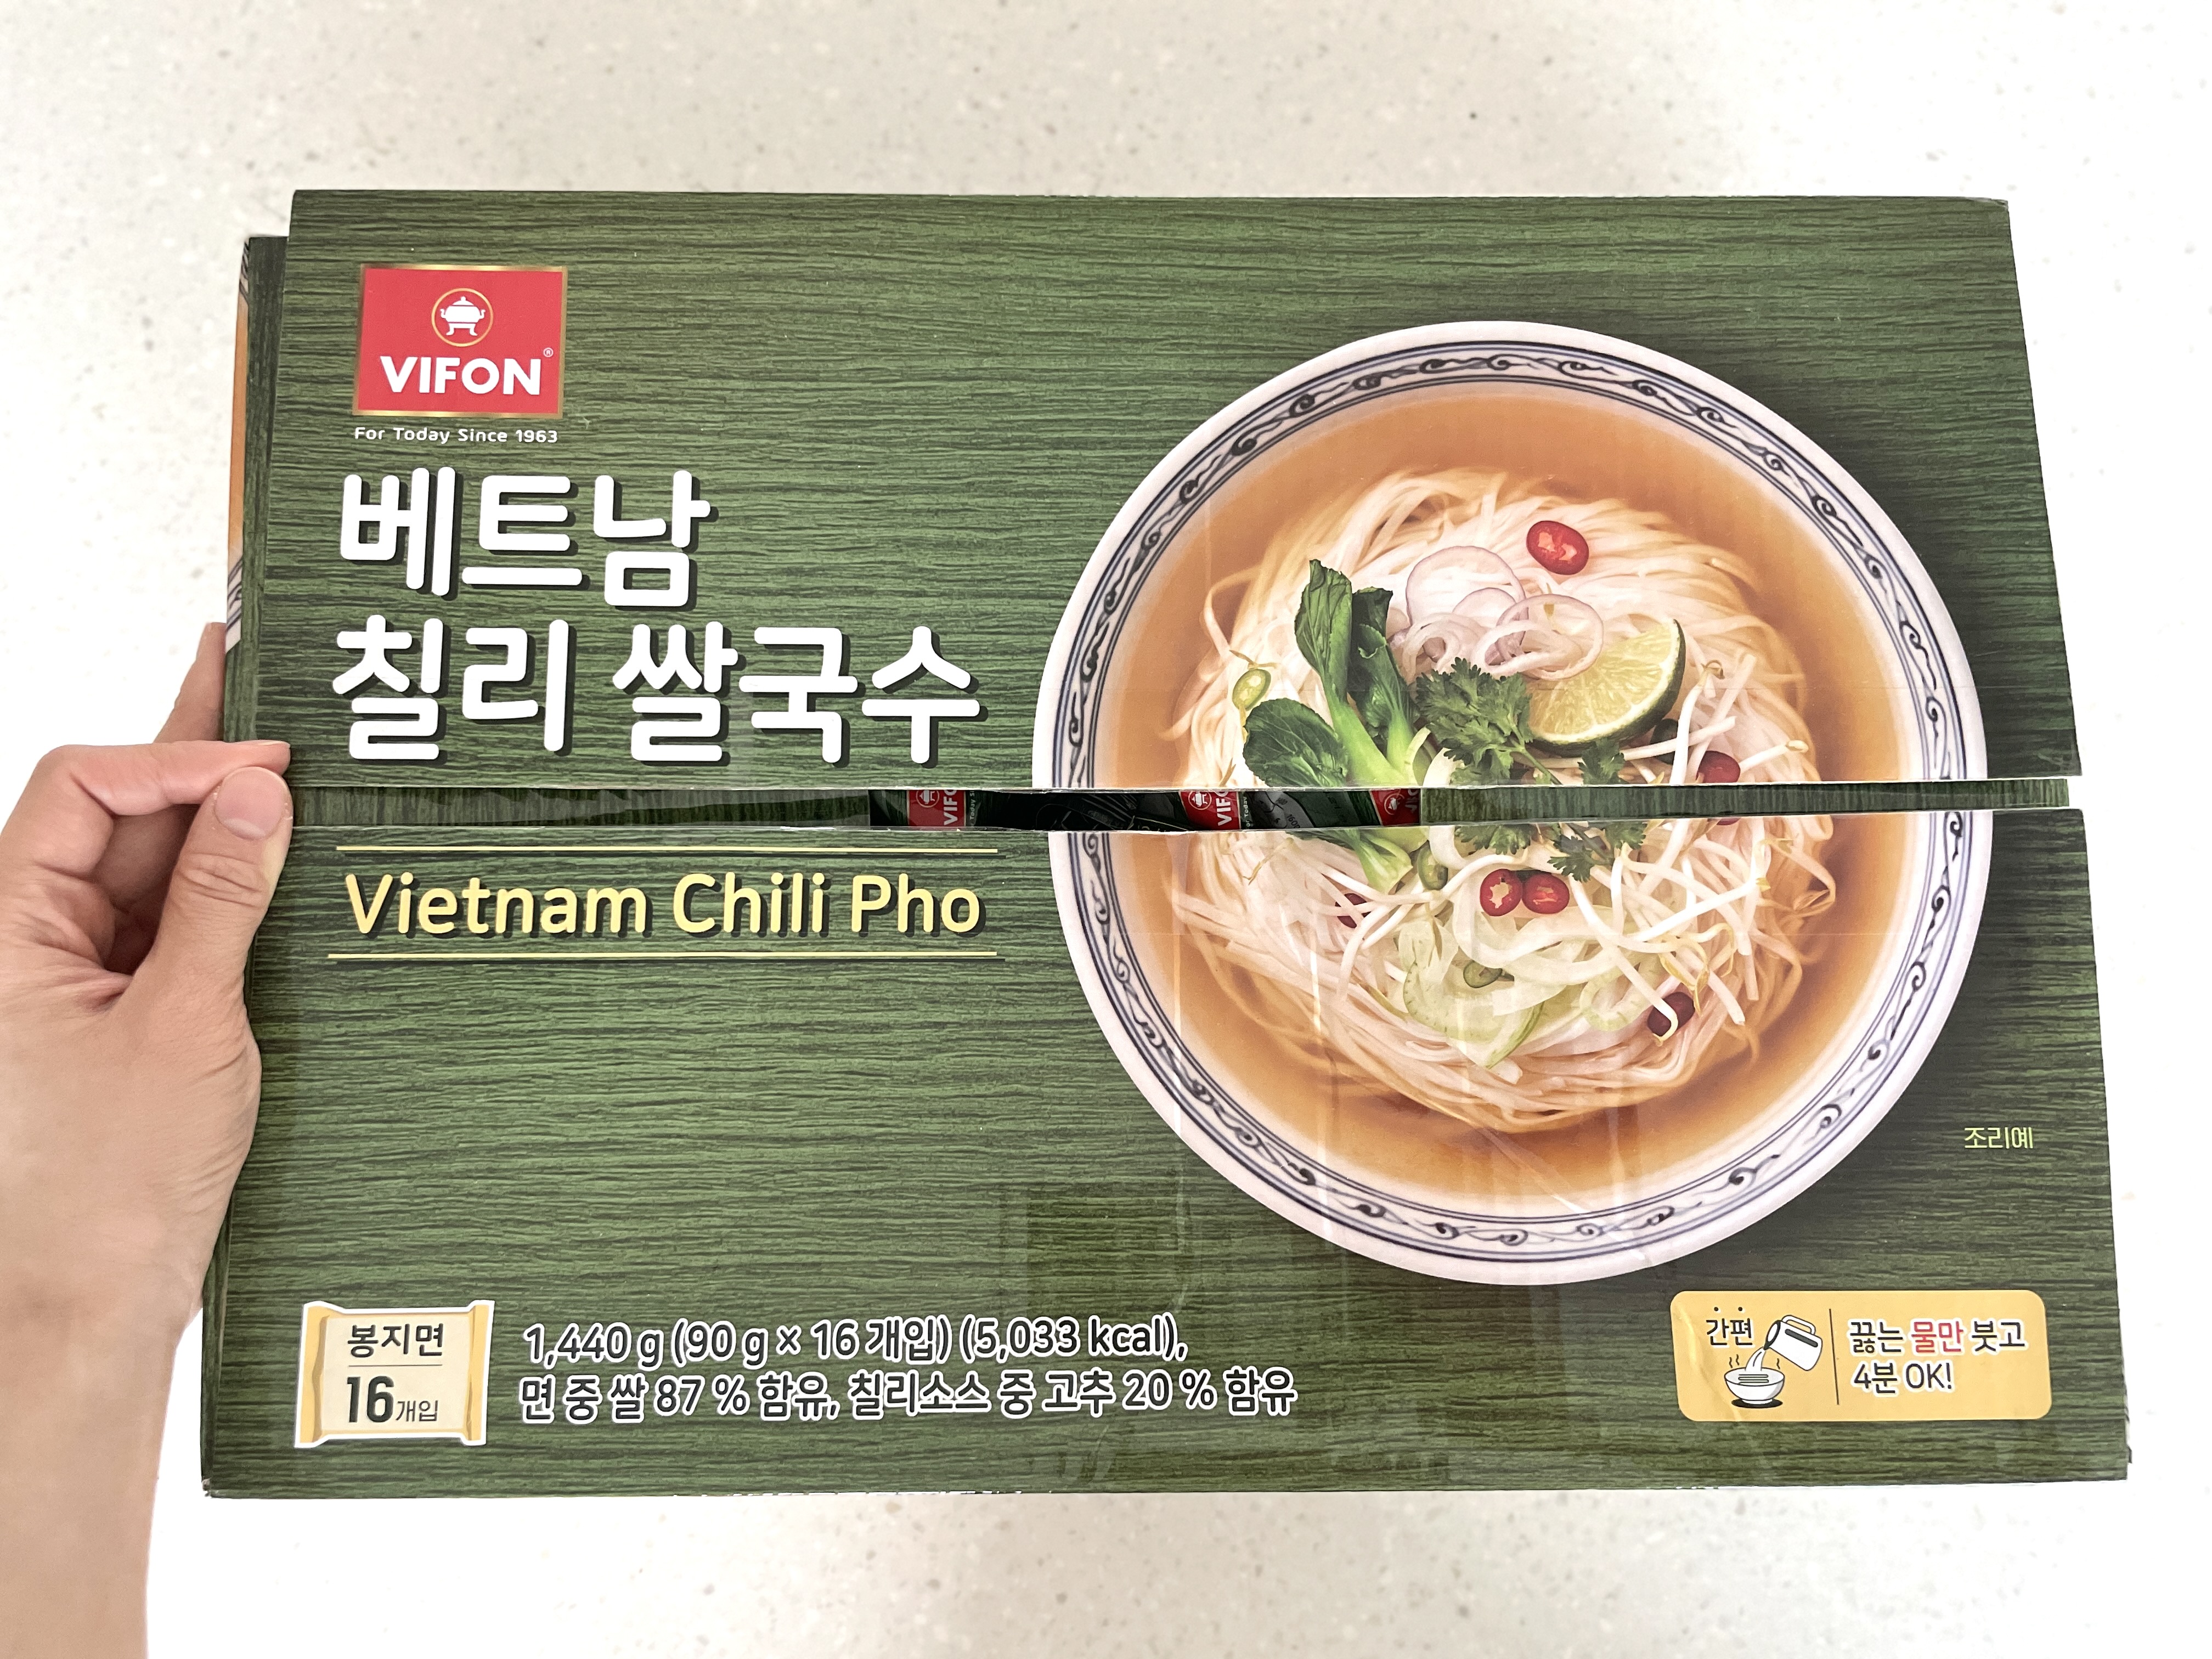 VIFON®
For Today Since 1963
베트남
칠리 쌀국수
Vietnam Chili Pho
조리예
봉지면
16개입
1,440 g (90 g × 16 개입) (5,033 kcal),
면 중 쌀 87 % 함유, 칠리소스 중 고추 20 % 함유
간편
끓는 물만 붓고
4분 OK!